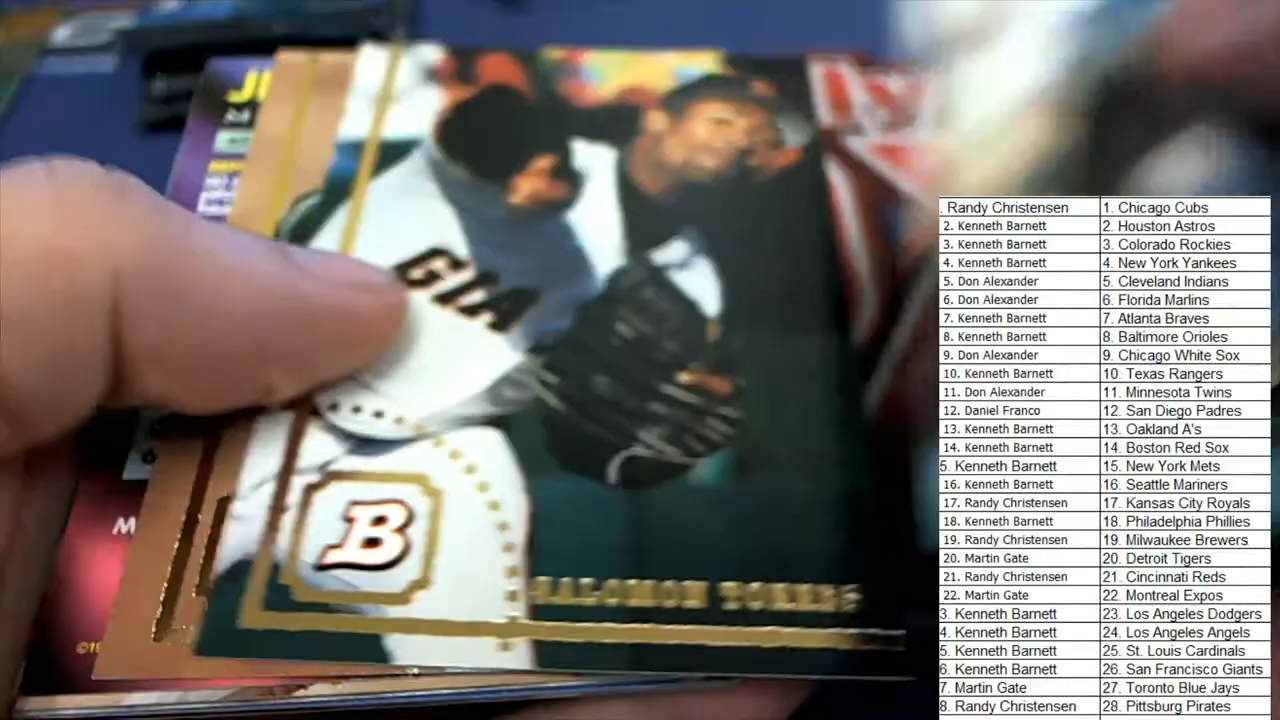 GIA
B
SALOMON TORRES
. Randy Christensen 1. Chicago Cubs
2. Kenneth Barnett 2. Houston Astros
3. Kenneth Barnett 3. Colorado Rockies
4. Kenneth Barnett 4. New York Yankees
5. Don Alexander 5. Cleveland Indians
6. Don Alexander 6. Florida Marlins
7. Kenneth Barnett 7. Atlanta Braves
8. Kenneth Barnett 8. Baltimore Orioles
9. Don Alexander 9. Chicago White Sox
10. Kenneth Barnett 10. Texas Rangers
11. Don Alexander 11. Minnesota Twins
12. Daniel Franco 12. San Diego Padres
13. Kenneth Barnett 13. Oakland A's
14. Kenneth Barnett 14. Boston Red Sox
5. Kenneth Barnett 15. New York Mets
16. Kenneth Barnett 16. Seattle Mariners
17. Randy Christensen 17. Kansas City Royals
18. Kenneth Barnett 18. Philadelphia Phillies
19. Randy Christensen 19. Milwaukee Brewers
20. Martin Gate 20. Detroit Tigers
21. Randy Christensen 21. Cincinnati Reds
22. Martin Gate 22. Montreal Expos
3. Kenneth Barnett 23. Los Angeles Dodgers
4. Kenneth Barnett 24. Los Angeles Angels
5. Kenneth Barnett 25. St. Louis Cardinals
6. Kenneth Barnett 26. San Francisco Giants
7. Martin Gate 27. Toronto Blue Jays
8. Randy Christensen 28. Pittsburg Pirates